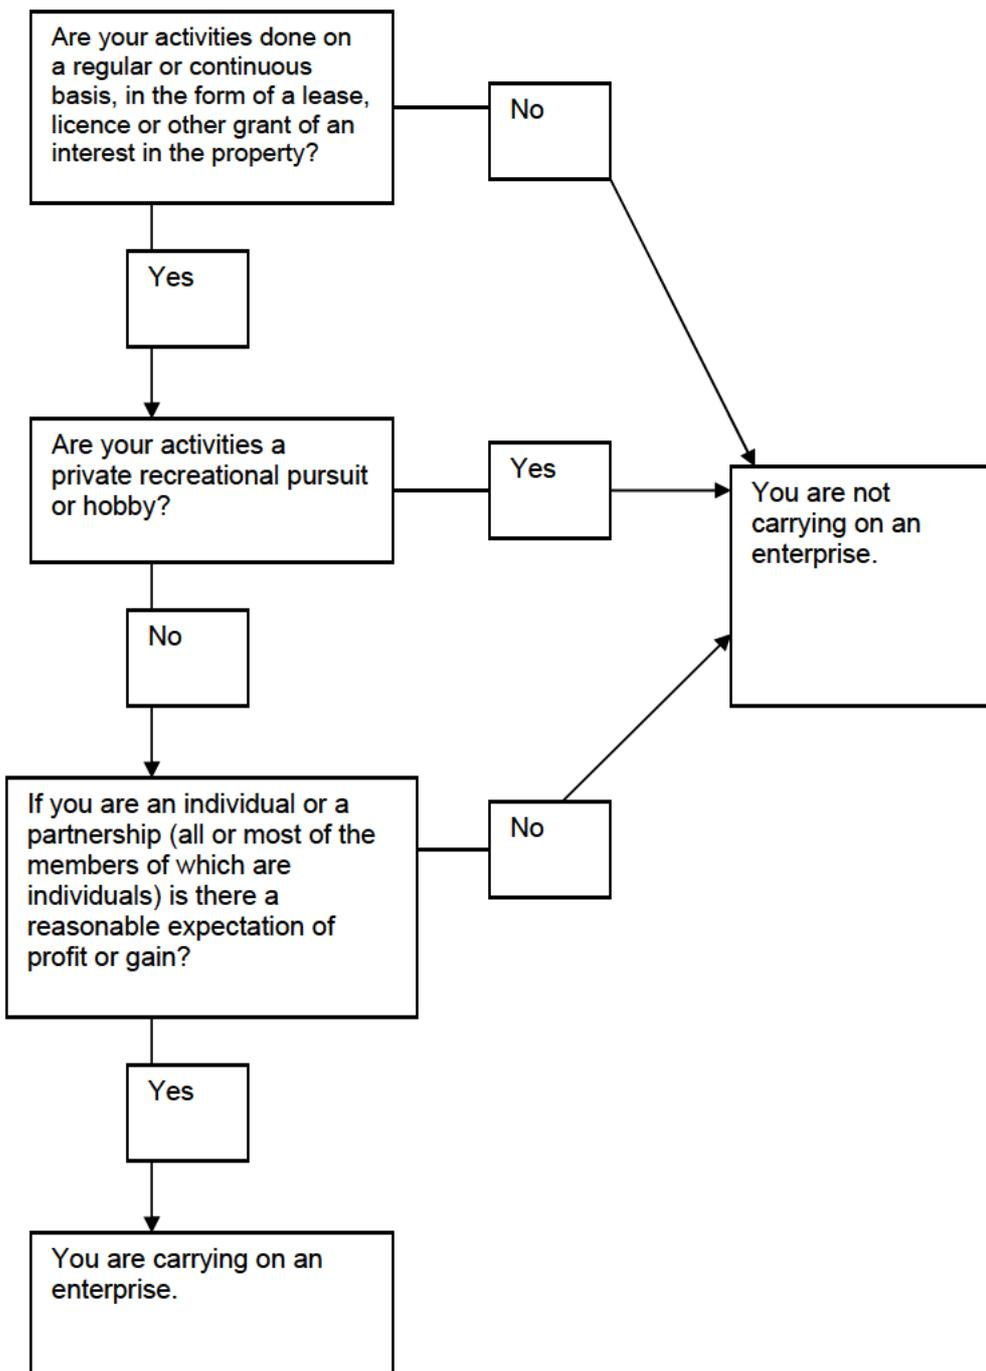 Are your activities done on
a regular or continuous
basis, in the form of a lease,
licence or other grant of an
interest in the property?
No
Yes
Are your activities a
private recreational pursuit
or hobby?
Yes
You are not
carrying on an
enterprise.
No
If you are an individual or a
partnership (all or most of the
members of which are
individuals) is there a
reasonable expectation of
profit or gain?
No
Yes
You are carrying on an
enterprise.